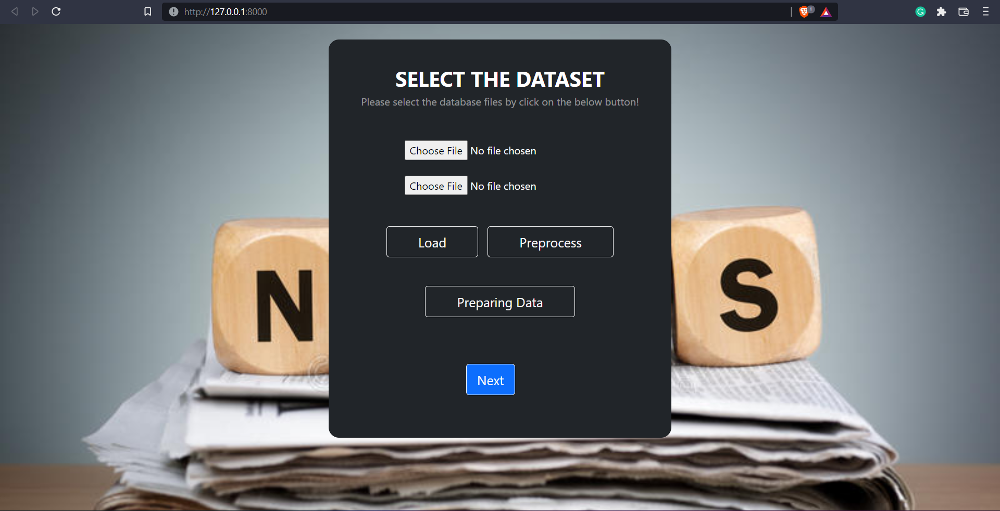 http://127.0.0.1:8000
1
G
SELECT THE DATASET
Please select the database files by click on the below button!
Choose File No file chosen
Choose File No file chosen
Load Preprocess
N S
Preparing Data
Next